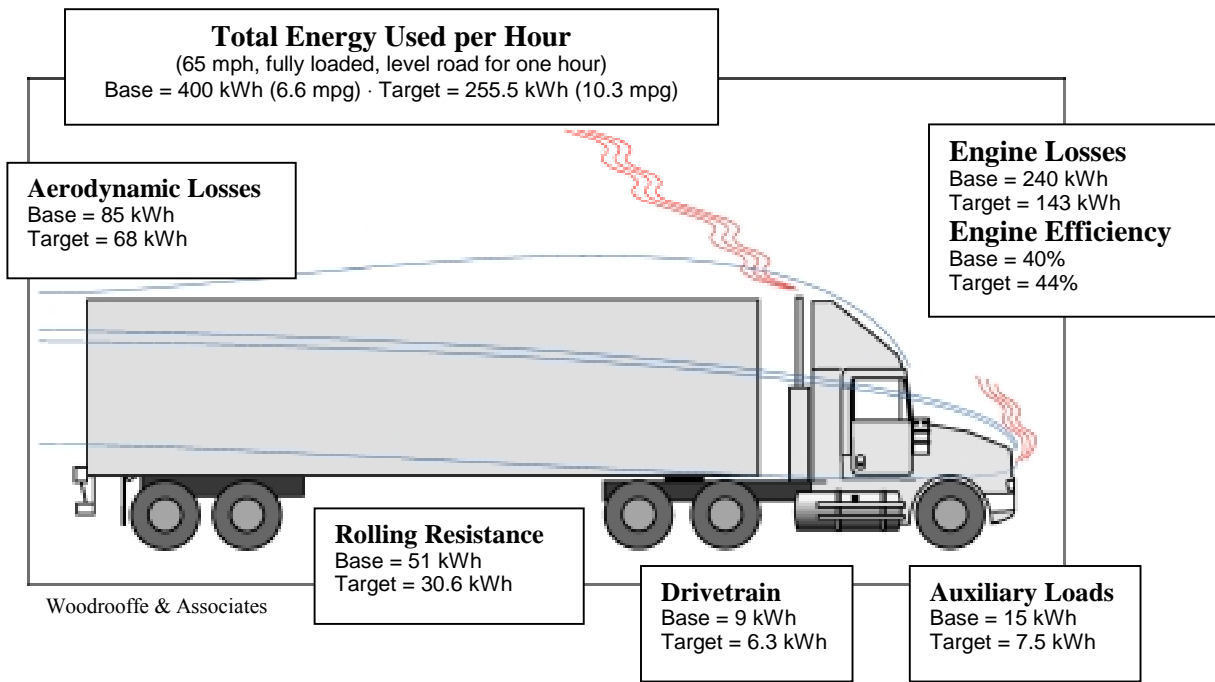 Total Energy Used per Hour
(65 mph, fully loaded, level road for one hour)
Base = 400 kWh (6.6 mpg) · Target = 255.5 kWh (10.3 mpg)
Engine Losses
Base = 240 kWh
Target = 143 kWh
Engine Efficiency
Base = 40%
Target = 44%
Aerodynamic Losses
Base = 85 kWh
Target = 68 kWh
Rolling Resistance
Base = 51 kWh
Target = 30.6 kWh
Woodrooffe & Associates
Drivetrain
Base = 9 kWh
Target = 6.3 kWh
Auxiliary Loads
Base = 15 kWh
Target = 7.5 kWh